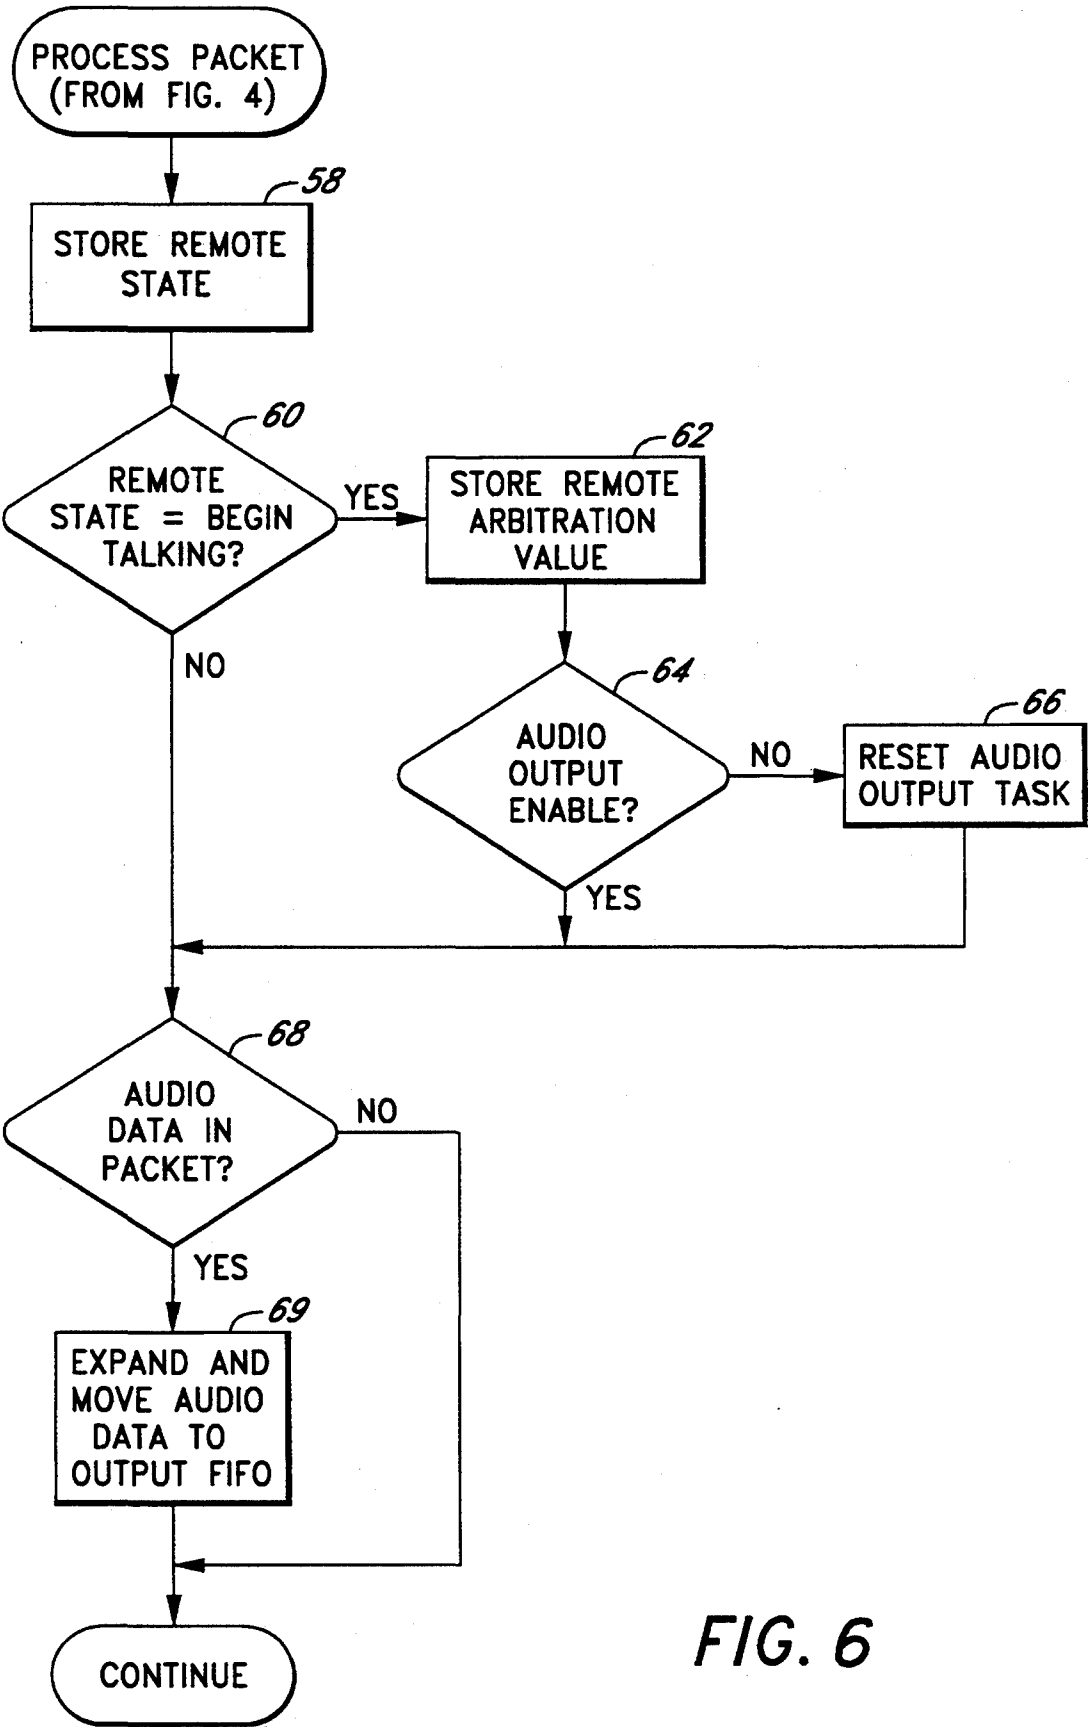 PROCESS PACKET
(FROM FIG. 4)
58
STORE REMOTE
STATE
60
REMOTE
STATE = BEGIN
TALKING?
YES
62
STORE REMOTE
ARBITRATION
VALUE
NO
64
AUDIO
OUTPUT
ENABLE?
NO
66
RESET AUDIO
OUTPUT TASK
YES
68
AUDIO
DATA IN
PACKET?
NO
YES
69
EXPAND AND
MOVE AUDIO
DATA TO
OUTPUT FIFO
CONTINUE
FIG. 6